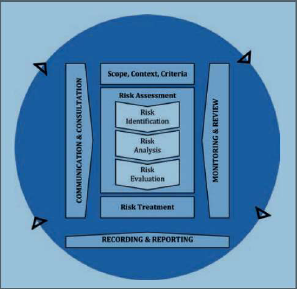 Scope, Context, Criteria
COMMUNICATION & CONSULTATION
Risk Assessment
Risk
Identification
Risk
Analysis
Risk
Evaluation
MONITORING & REVIEW
Risk Treatment
RECORDING & REPORTING